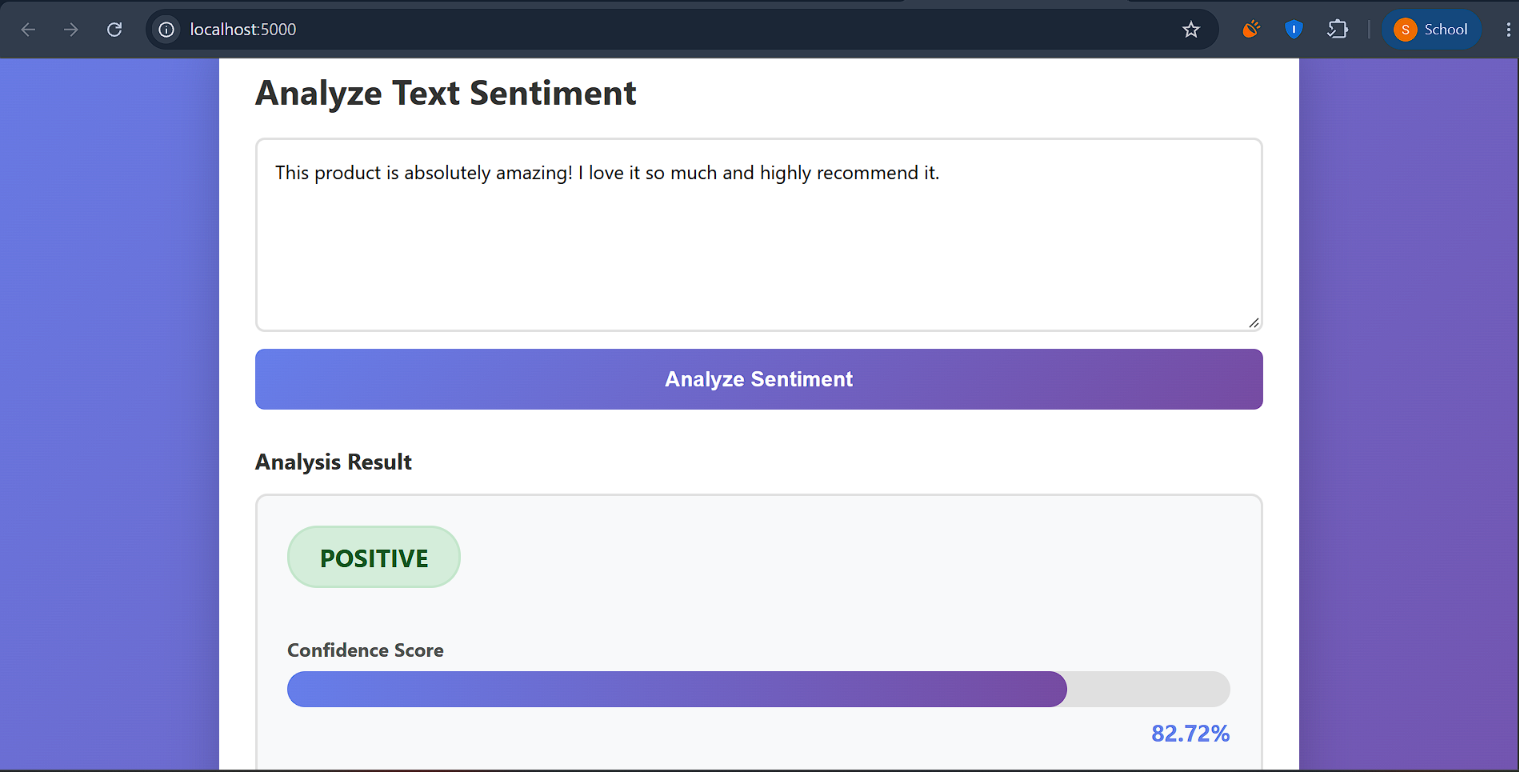 localhost:5000
S School
Analyze Text Sentiment
This product is absolutely amazing! I love it so much and highly recommend it.
Analyze Sentiment
Analysis Result
POSITIVE
Confidence Score
82.72%